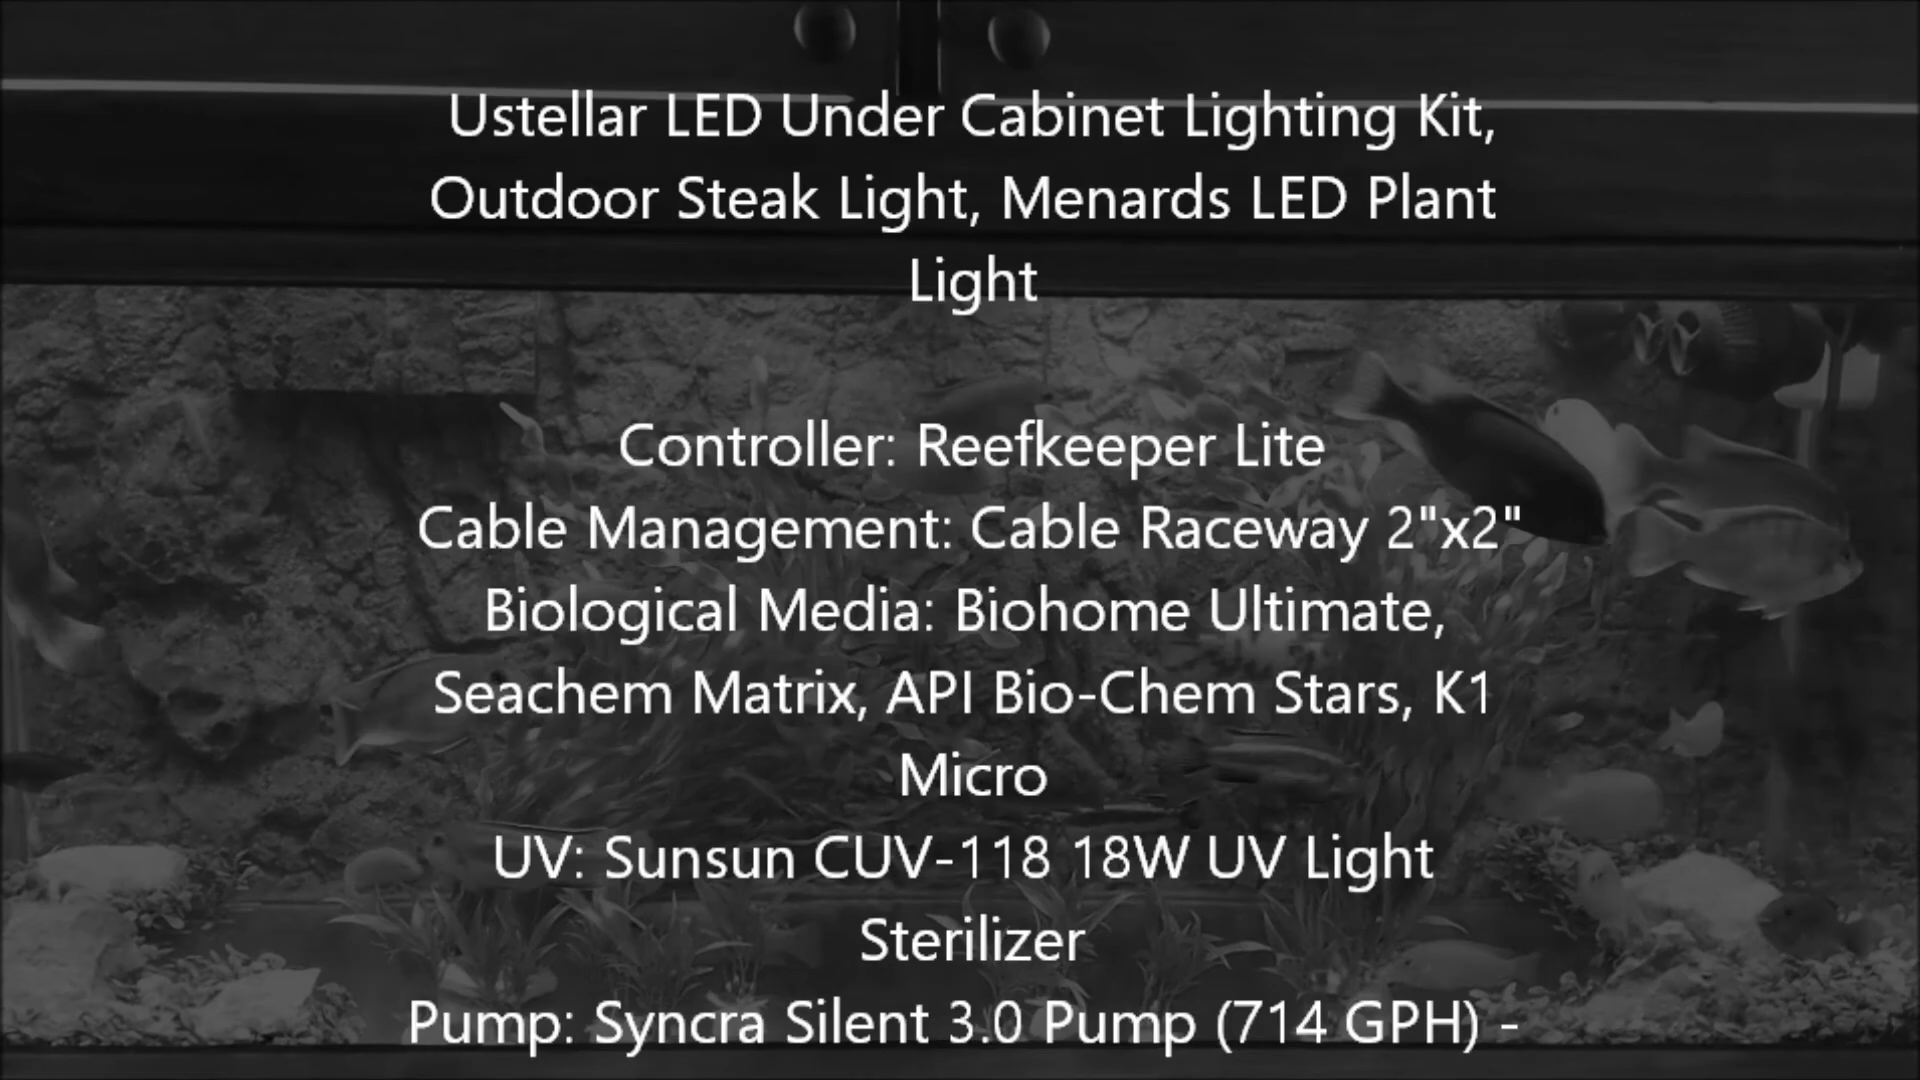 Ustellar LED Under Cabinet Lighting Kit,
Outdoor Steak Light, Menards LED Plant
Light
Controller: Reefkeeper Lite
Cable Management: Cable Raceway 2"x2"
Biological Media: Biohome Ultimate,
Seachem Matrix, API Bio-Chem Stars, K1
Micro
UV: Sunsun CUV-118 18W UV Light
Sterilizer
Pump: Syncra Silent 3.0 Pump (714 GPH) -